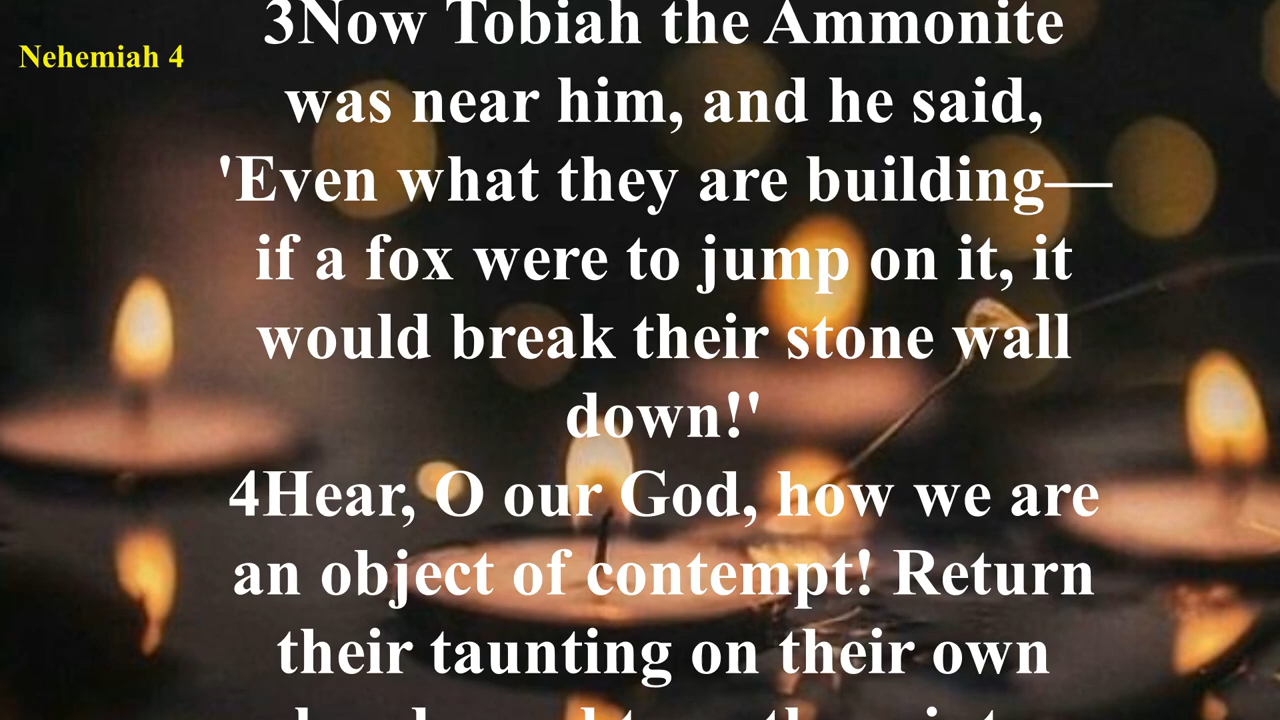 Nehemiah 4
3Now Tobiah the Ammonite
was near him, and he said,
'Even what they are building—
if a fox were to jump on it, it
would break their stone wall
down!'
4Hear, O our God, how we are
an object of contempt! Return
their taunting on their own